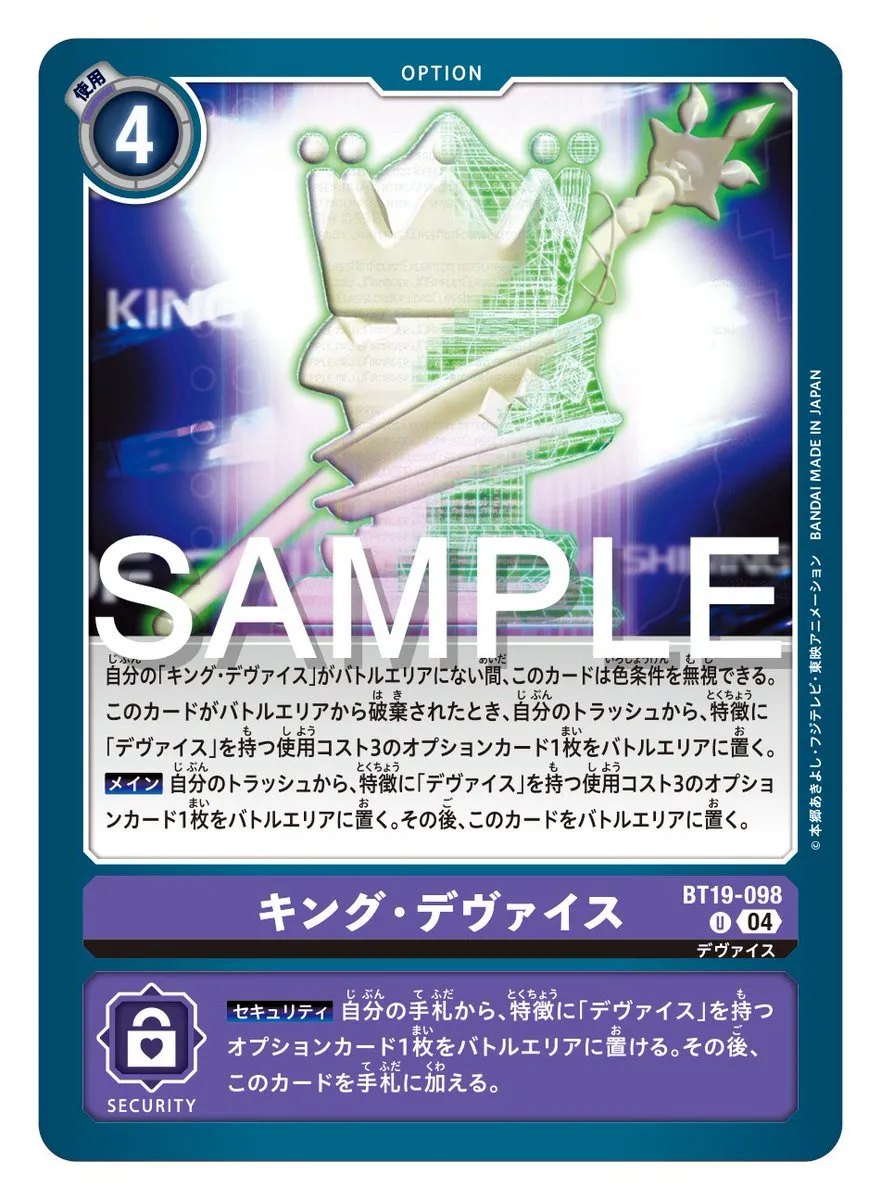 OPTION
使用
4
KING
SHINING
SAMPLE
自分の「キング・デヴァイス」がバトルエリアにない間、このカードは色条件を無視できる。
このカードがバトルエリアから破棄されたとき、自分のトラッシュから、特徴に
「デヴァイス」を持つ使用コスト3のオプションカード1枚をバトルエリアに置く。
メイン 自分のトラッシュから、特徴に「デヴァイス」を持つ使用コスト3のオプショ
ンカード1枚をバトルエリアに置く。その後、このカードをバトルエリアに置く。
©本郷あきよし・フジテレビ・東映アニメーション BANDAI MADE IN JAPAN
キング・デヴァイス
BT19-098
U 04
デヴァイス
セキュリティ 自分の手札から、特徴に「デヴァイス」を持つ
オプションカード1枚をバトルエリアに置ける。その後、
このカードを手札に加える。
SECURITY